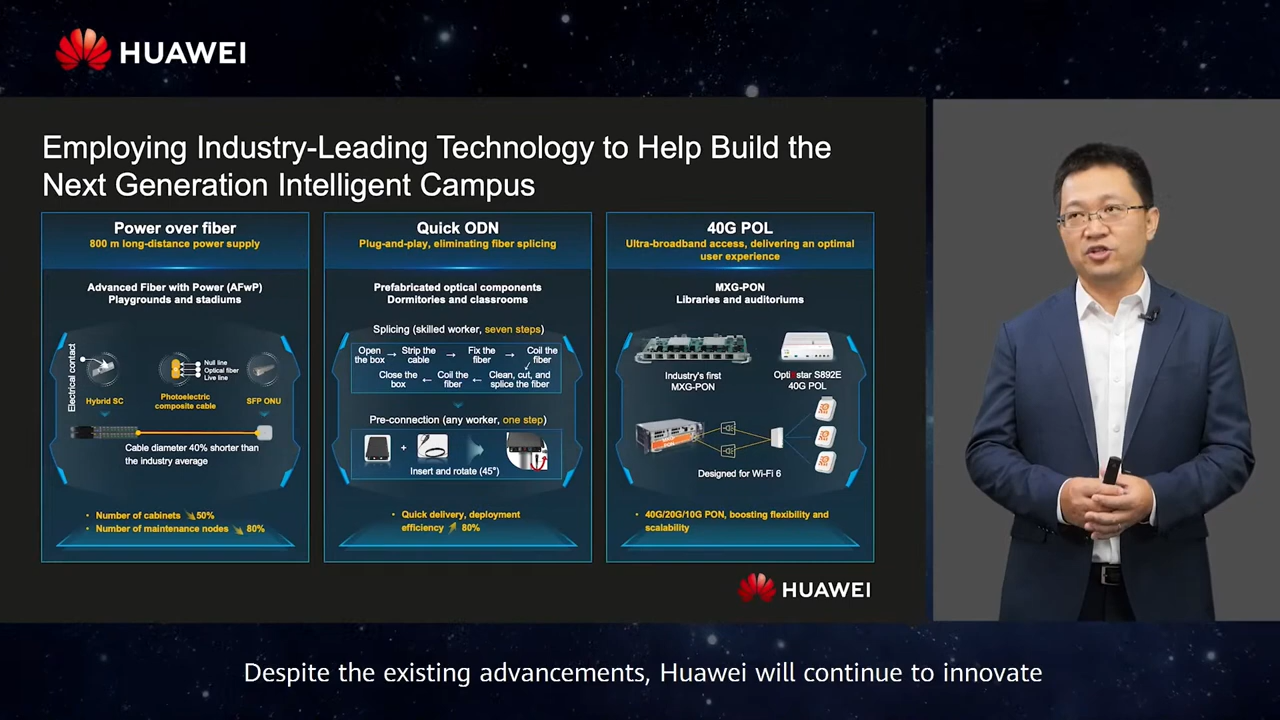 HUAWEI
Employing Industry-Leading Technology to Help Build the
Next Generation Intelligent Campus
Power over fiber
800 m long-distance power supply
Advanced Fiber with Power (AFwP)
Playgrounds and stadiums
Electrical contact
Null line
Optical fiber
Live line
Hybrid SC
Photoelectric
composite cable
SFP ONU
Cable diameter 40% shorter than
the industry average
• Number of cabinets 50%
• Number of maintenance nodes 80%
Quick ODN
Plug-and-play, eliminating fiber splicing
Prefabricated optical components
Dormitories and classrooms
Splicing (skilled worker, seven steps)
Open
the box
Strip the
cable
Fix the
fiber
Coil the
fiber
Clean, cut, and
splice the fiber
Coil the
fiber
Close the
box
Pre-connection (any worker, one step)
+
Insert and rotate (45°)
• Quick delivery, deployment
efficiency 80%
40G POL
Ultra-broadband access, delivering an optimal
user experience
MXG-PON
Libraries and auditoriums
Industry's first
MXG-PON
OptiXstar S892E
40G POL
Designed for Wi-Fi 6
• 40G/20G/10G PON, boosting flexibility and
scalability
HUAWEI
Despite the existing advancements, Huawei will continue to innovate